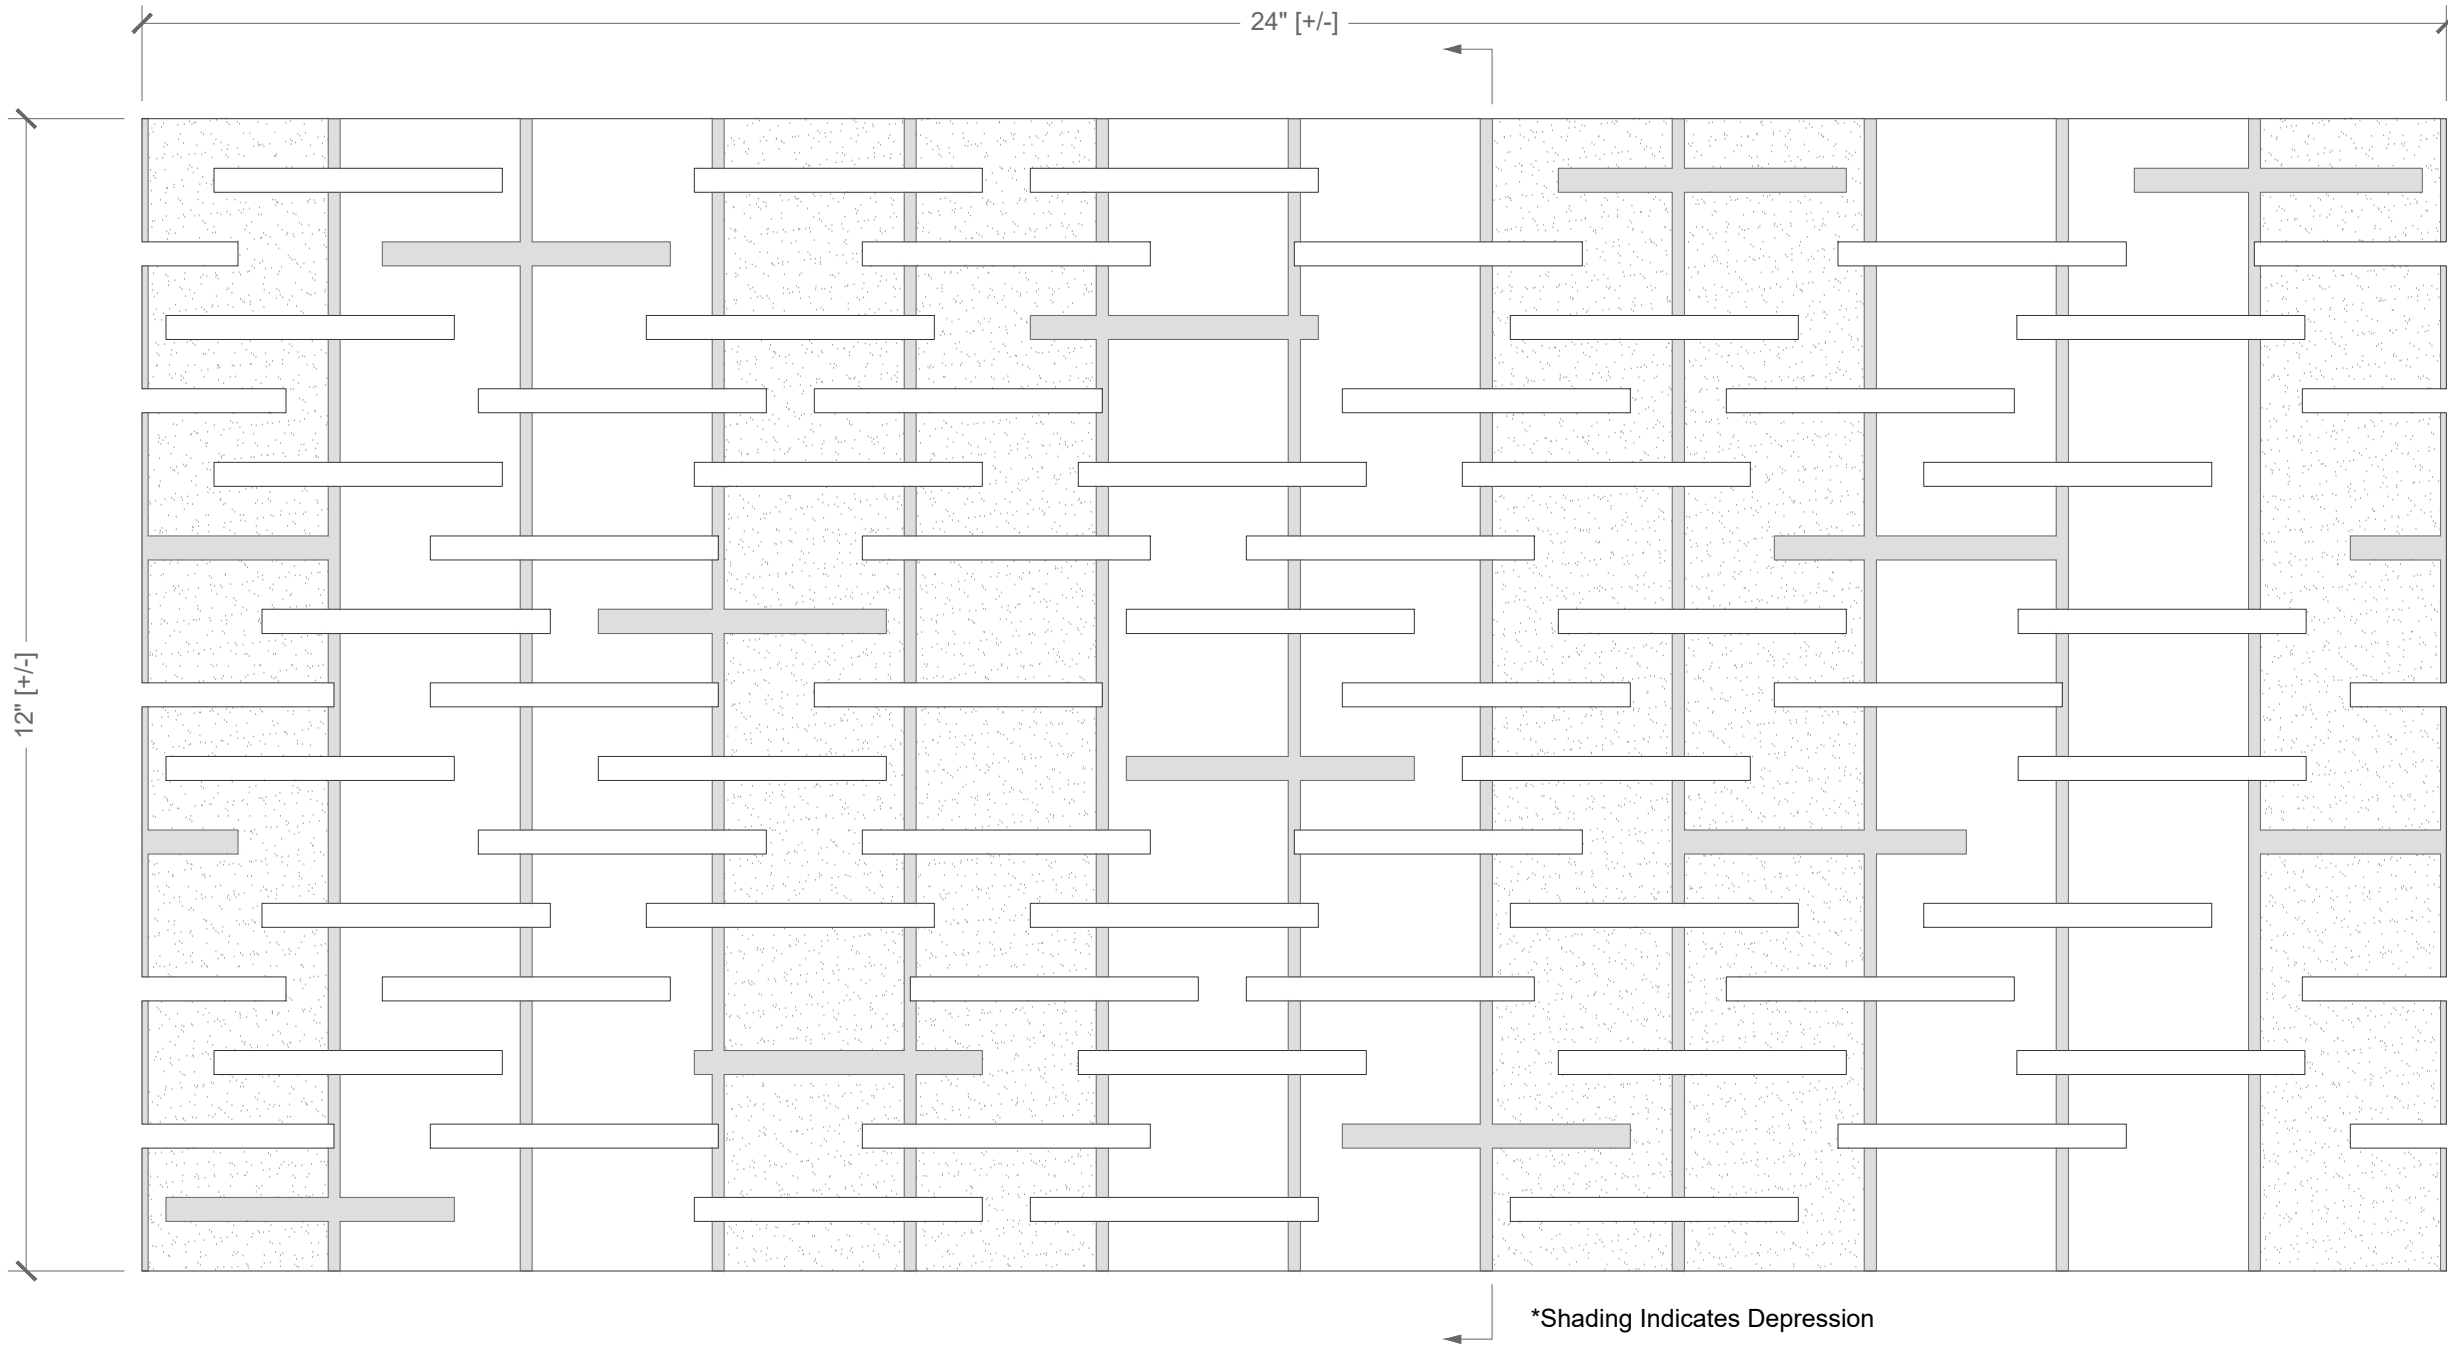 24" [+/-]
12" [+/-]
*Shading Indicates Depression